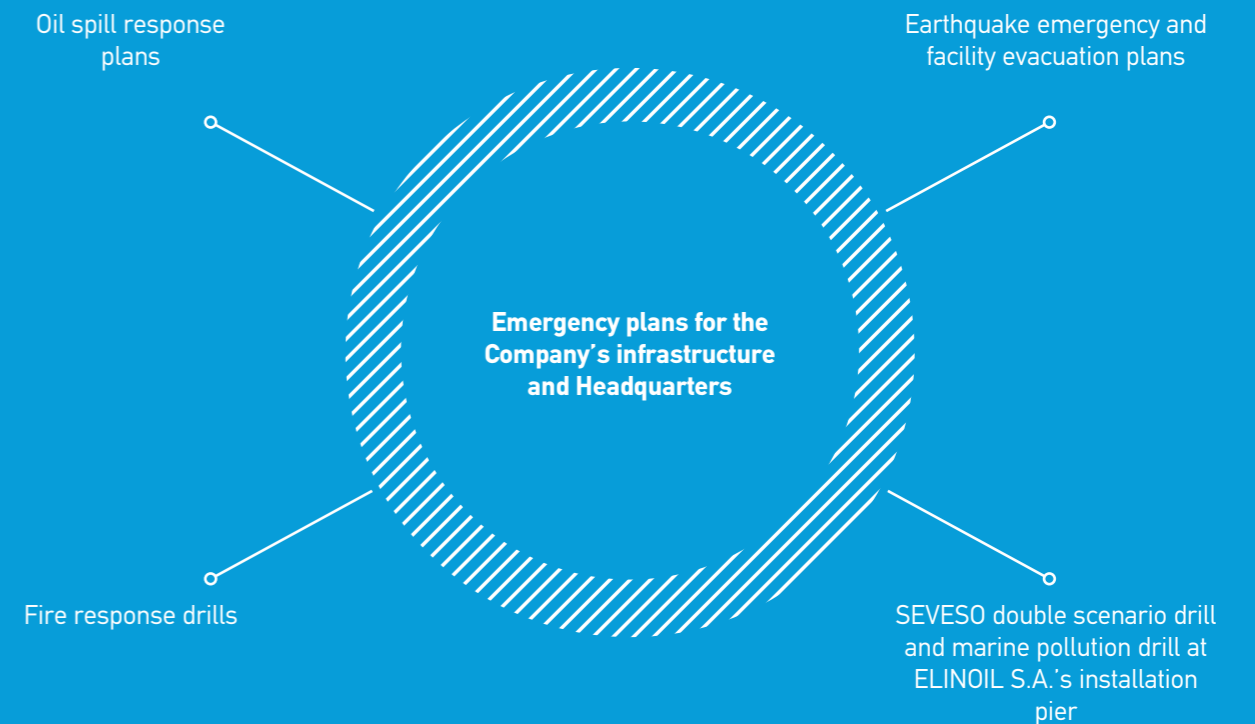 Oil spill response
plans
Earthquake emergency and
facility evacuation plans
Emergency plans for the
Company's infrastructure
and Headquarters
Fire response drills
SEVESO double scenario drill
and marine pollution drill at
ELINOIL S.A.'s installation
pier